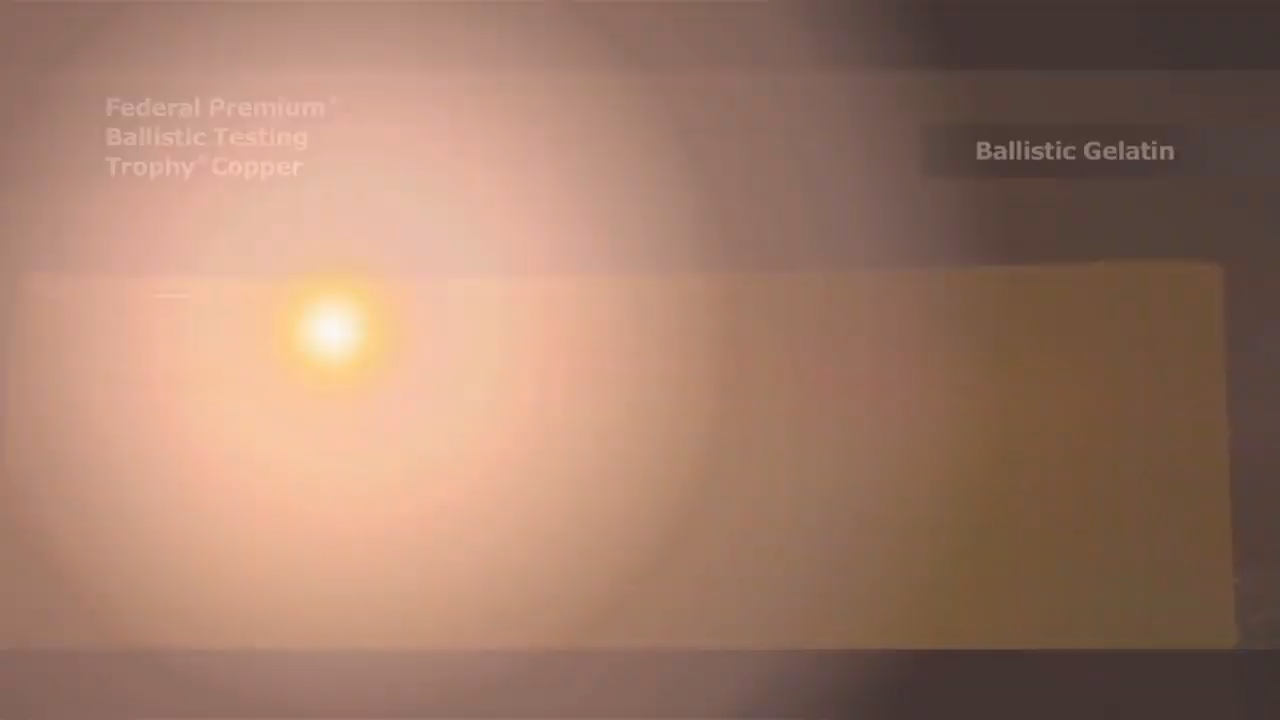 Federal Premium®
Ballistic Testing
Trophy® Copper
Ballistic Gelatin